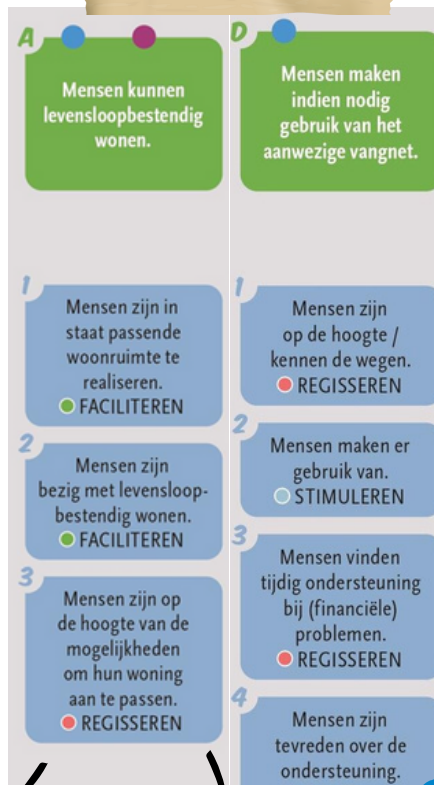 A
Mensen kunnen
levensloopbestendig
wonen.
1
Mensen zijn in
staat passende
woonruimte te
realiseren.
FACILITEREN
2
Mensen zijn
bezig met levensloop-
bestendig wonen.
FACILITEREN
3
Mensen zijn op
de hoogte van de
mogelijkheden
om hun woning
aan te passen.
REGISSEREN
D
Mensen maken
indien nodig
gebruik van het
aanwezige vangnet.
1
Mensen zijn
op de hoogte /
kennen de wegen.
REGISSEREN
2
Mensen maken er
gebruik van.
STIMULEREN
3
Mensen vinden
tijdig ondersteuning
bij (financiële)
problemen.
REGISSEREN
4
Mensen zijn
tevreden over de
ondersteuning.